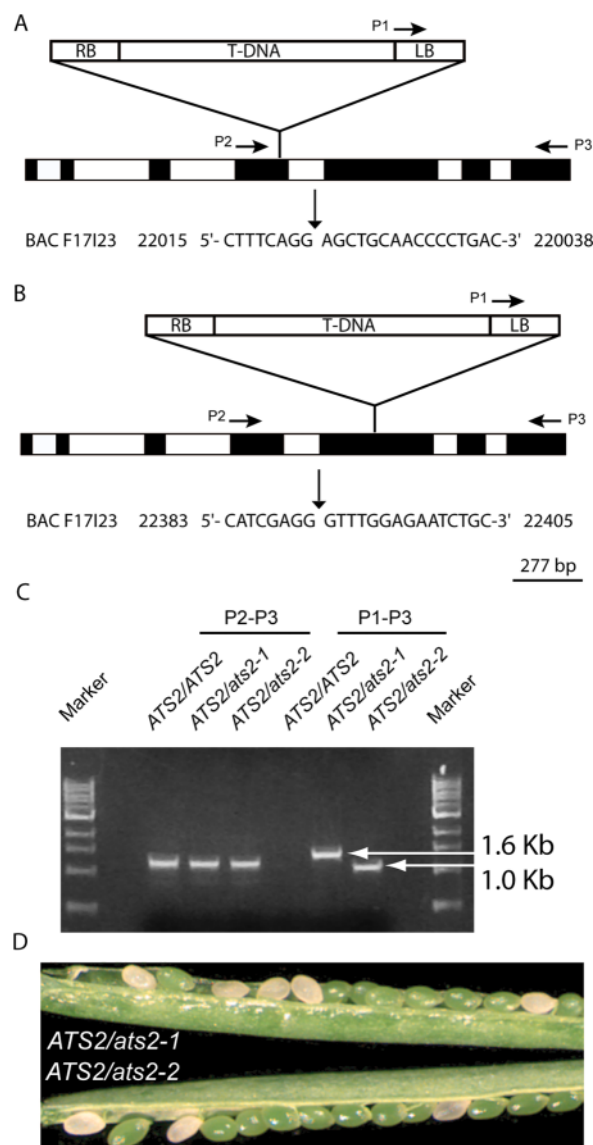 A
P1
RB T-DNA LB
P2 P3
BAC F17I23 22015 5'- CTTTCAGG AGCTGCAACCCCTGAC-3' 220038
B
P1
RB T-DNA LB
P2 P3
BAC F17I23 22383 5'- CATCGAGG GTTTGGAGAATCTGC-3' 22405
277 bp
C
P2-P3 P1-P3
Marker ATS2/ATS2 ATS2/ats2-1 ATS2/ats2-2 ATS2/ATS2 ATS2/ats2-1 ATS2/ats2-2 Marker
1.6 Kb
1.0 Kb
D
ATS2/ats2-1
ATS2/ats2-2